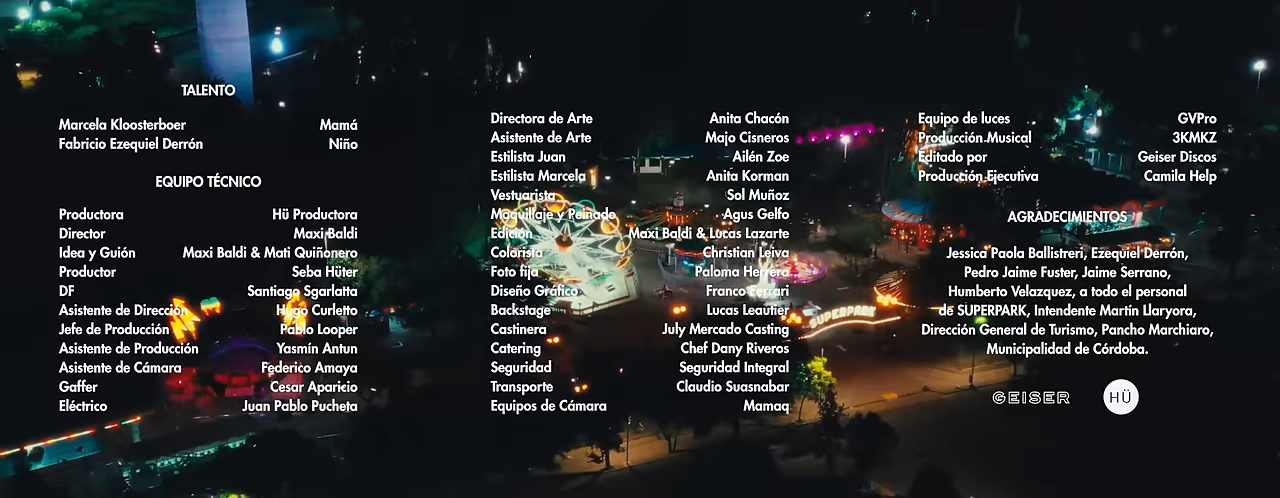 TALENTO
Marcela Kloosterboer Mamá
Fabricio Ezequiel Derrón Niño
EQUIPO TÉCNICO
Productora Hü Productora
Director Maxi Baldi
Idea y Guión Maxi Baldi & Mati Quiñonero
Productor Seba Hüter
DF Santiago Sgarlatta
Asistente de Dirección Hugo Curletto
Jefe de Producción Pablo Looper
Asistente de Producción Yasmín Antun
Asistente de Cámara Federico Amaya
Gaffer Cesar Aparicio
Eléctrico Juan Pablo Pucheta
Directora de Arte Anita Chacón
Asistente de Arte Majo Cisneros
Estilista Juan Ailén Zoe
Estilista Marcela Anita Korman
Vestuarista Sol Muñoz
Maquillaje y Peinado Agus Gelfo
Edición Maxi Baldi & Lucas Lazarte
Colorista Christian Leiva
Foto fija Paloma Herrera
Diseño Gráfico Franco Ferrari
Backstage Lucas Leautier
Castinera July Mercado Casting
Catering Chef Dany Riveros
Seguridad Seguridad Integral
Transporte Claudio Suasnabar
Equipos de Cámara Mamaq
Equipo de luces GVPro
Producción Musical 3KMKZ
Editado por Geiser Discos
Producción Ejecutiva Camila Help
AGRADECIMIENTOS
Jessica Paola Ballistreri, Ezequiel Derrón,
Pedro Jaime Fuster, Jaime Serrano,
Humberto Velazquez, a todo el personal
de SUPERPARK, Intendente Martín Llaryora,
Dirección General de Turismo, Pancho Marchiaro,
Municipalidad de Córdoba.
GEISER HÜ
SUPERPARK